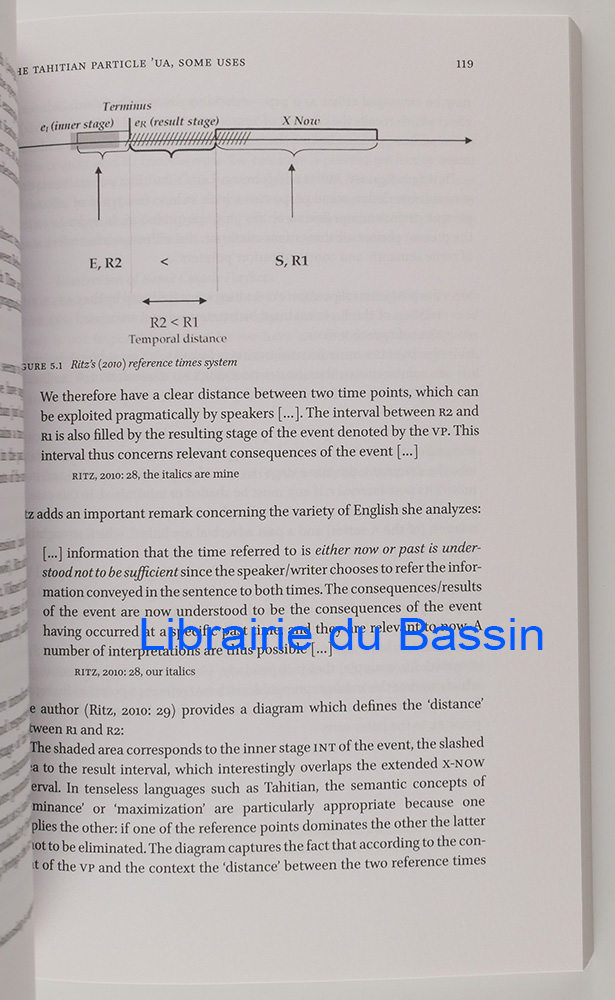 HE TAHITIAN PARTICLE ’UA, SOME USES 119
Terminus
eI (inner stage) eR (result stage) X Now
E, R2 < S, R1
R2 < R1
Temporal distance
GURE 5.1 Ritz’s (2010) reference times system
We therefore have a clear distance between two time points, which can
be exploited pragmatically by speakers […]. The interval between R2 and
R1 is also filled by the resulting stage of the event denoted by the VP. This
interval thus concerns relevant consequences of the event […]
RITZ, 2010: 28, the italics are mine
tz adds an important remark concerning the variety of English she analyzes:
[…] information that the time referred to is either now or past is under-
stood not to be sufficient since the speaker/writer chooses to refer the infor-
mation conveyed in the sentence to both times. The consequences/results
of the event are now understood to be the consequences of the event
having occurred at a specific past time and they are relevant to now. A
Librairie du Bassin
number of interpretations are thus possible […]
RITZ, 2010: 28, our italics
e author (Ritz, 2010: 29) provides a diagram which defines the ‘distance’
tween R1 and R2:
The shaded area corresponds to the inner stage INT of the event, the slashed
a to the result interval, which interestingly overlaps the extended X-NOW
erval. In tenseless languages such as Tahitian, the semantic concepts of
minance’ or ‘maximization’ are particularly appropriate because one
plies the other: if one of the reference points dominates the other the latter
not to be eliminated. The diagram captures the fact that according to the con-
t of the VP and the context the ‘distance’ between the two reference times